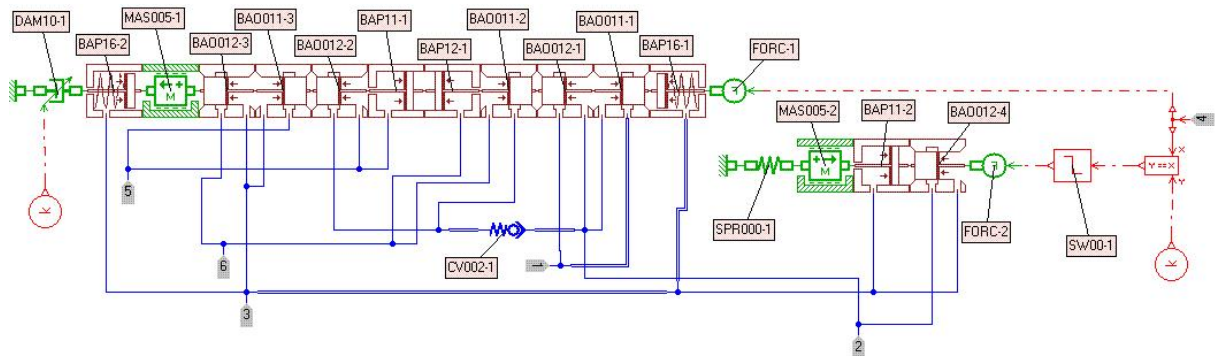 DAM10-1
MAS005-1
BAO011-3
BAP11-1
BAO011-2
BAO011-1
BAP16-2
BAO012-3
BAO012-2
BAP12-1
BAO012-1
BAP16-1
FORC-1
M
MAS005-2
BAP11-2
BAO012-4
4
X
Y == X
Y
M
5
K
SPR000-1
FORC-2
SW00-1
K
6
CV002-1
1
3
2